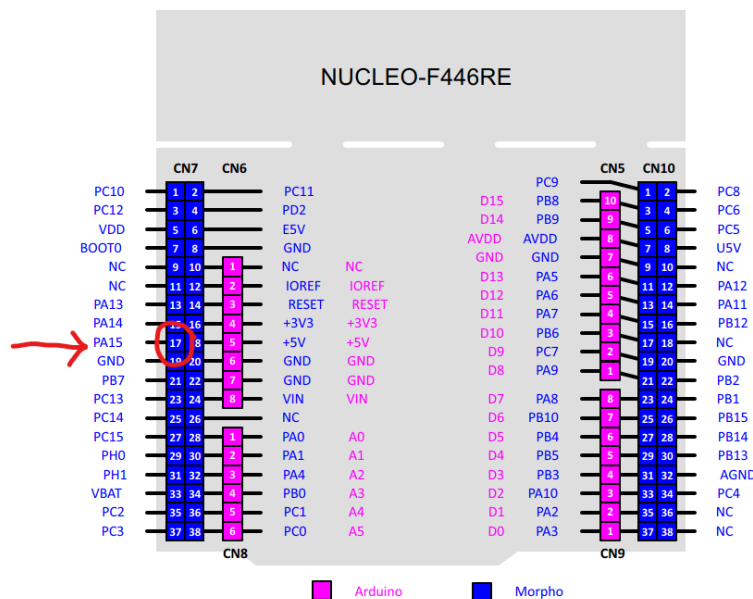 NUCLEO-F446RE
CN7 CN6 CN5 CN10
PC9
PC10 1 2 PC11 1 2 PC8
PC12 3 4 PD2 D15 PB8 10 3 4 PC6
VDD 5 6 E5V D14 PB9 9 5 6 PC5
BOOT0 7 8 GND AVDD AVDD 8 7 8 U5V
NC 9 10 1 NC NC GND GND 7 9 10 NC
NC 11 12 2 IOREF IOREF D13 PA5 6 11 12 PA12
PA13 13 14 3 RESET RESET D12 PA6 5 13 14 PA11
PA14 16 4 +3V3 +3V3 D11 PA7 4 15 16 PB12
PA15 17 8 5 +5V +5V D10 PB6 3 17 18 NC
GND 19 20 6 GND GND D9 PC7 2 19 20 GND
PB7 21 22 7 GND GND D8 PA9 1 21 22 PB2
PC13 23 24 8 VIN VIN D7 PA8 8 23 24 PB1
PC14 25 26 NC D6 PB10 7 25 26 PB15
PC15 27 28 1 PA0 A0 D5 PB4 6 27 28 PB14
PH0 29 30 2 PA1 A1 D4 PB5 5 29 30 PB13
PH1 31 32 3 PA4 A2 D3 PB3 4 31 32 AGND
VBAT 33 34 4 PB0 A3 D2 PA10 3 33 34 PC4
PC2 35 36 5 PC1 A4 D1 PA2 2 35 36 NC
PC3 37 38 6 PC0 A5 D0 PA3 1 37 38 NC
CN8 CN9
Arduino Morpho